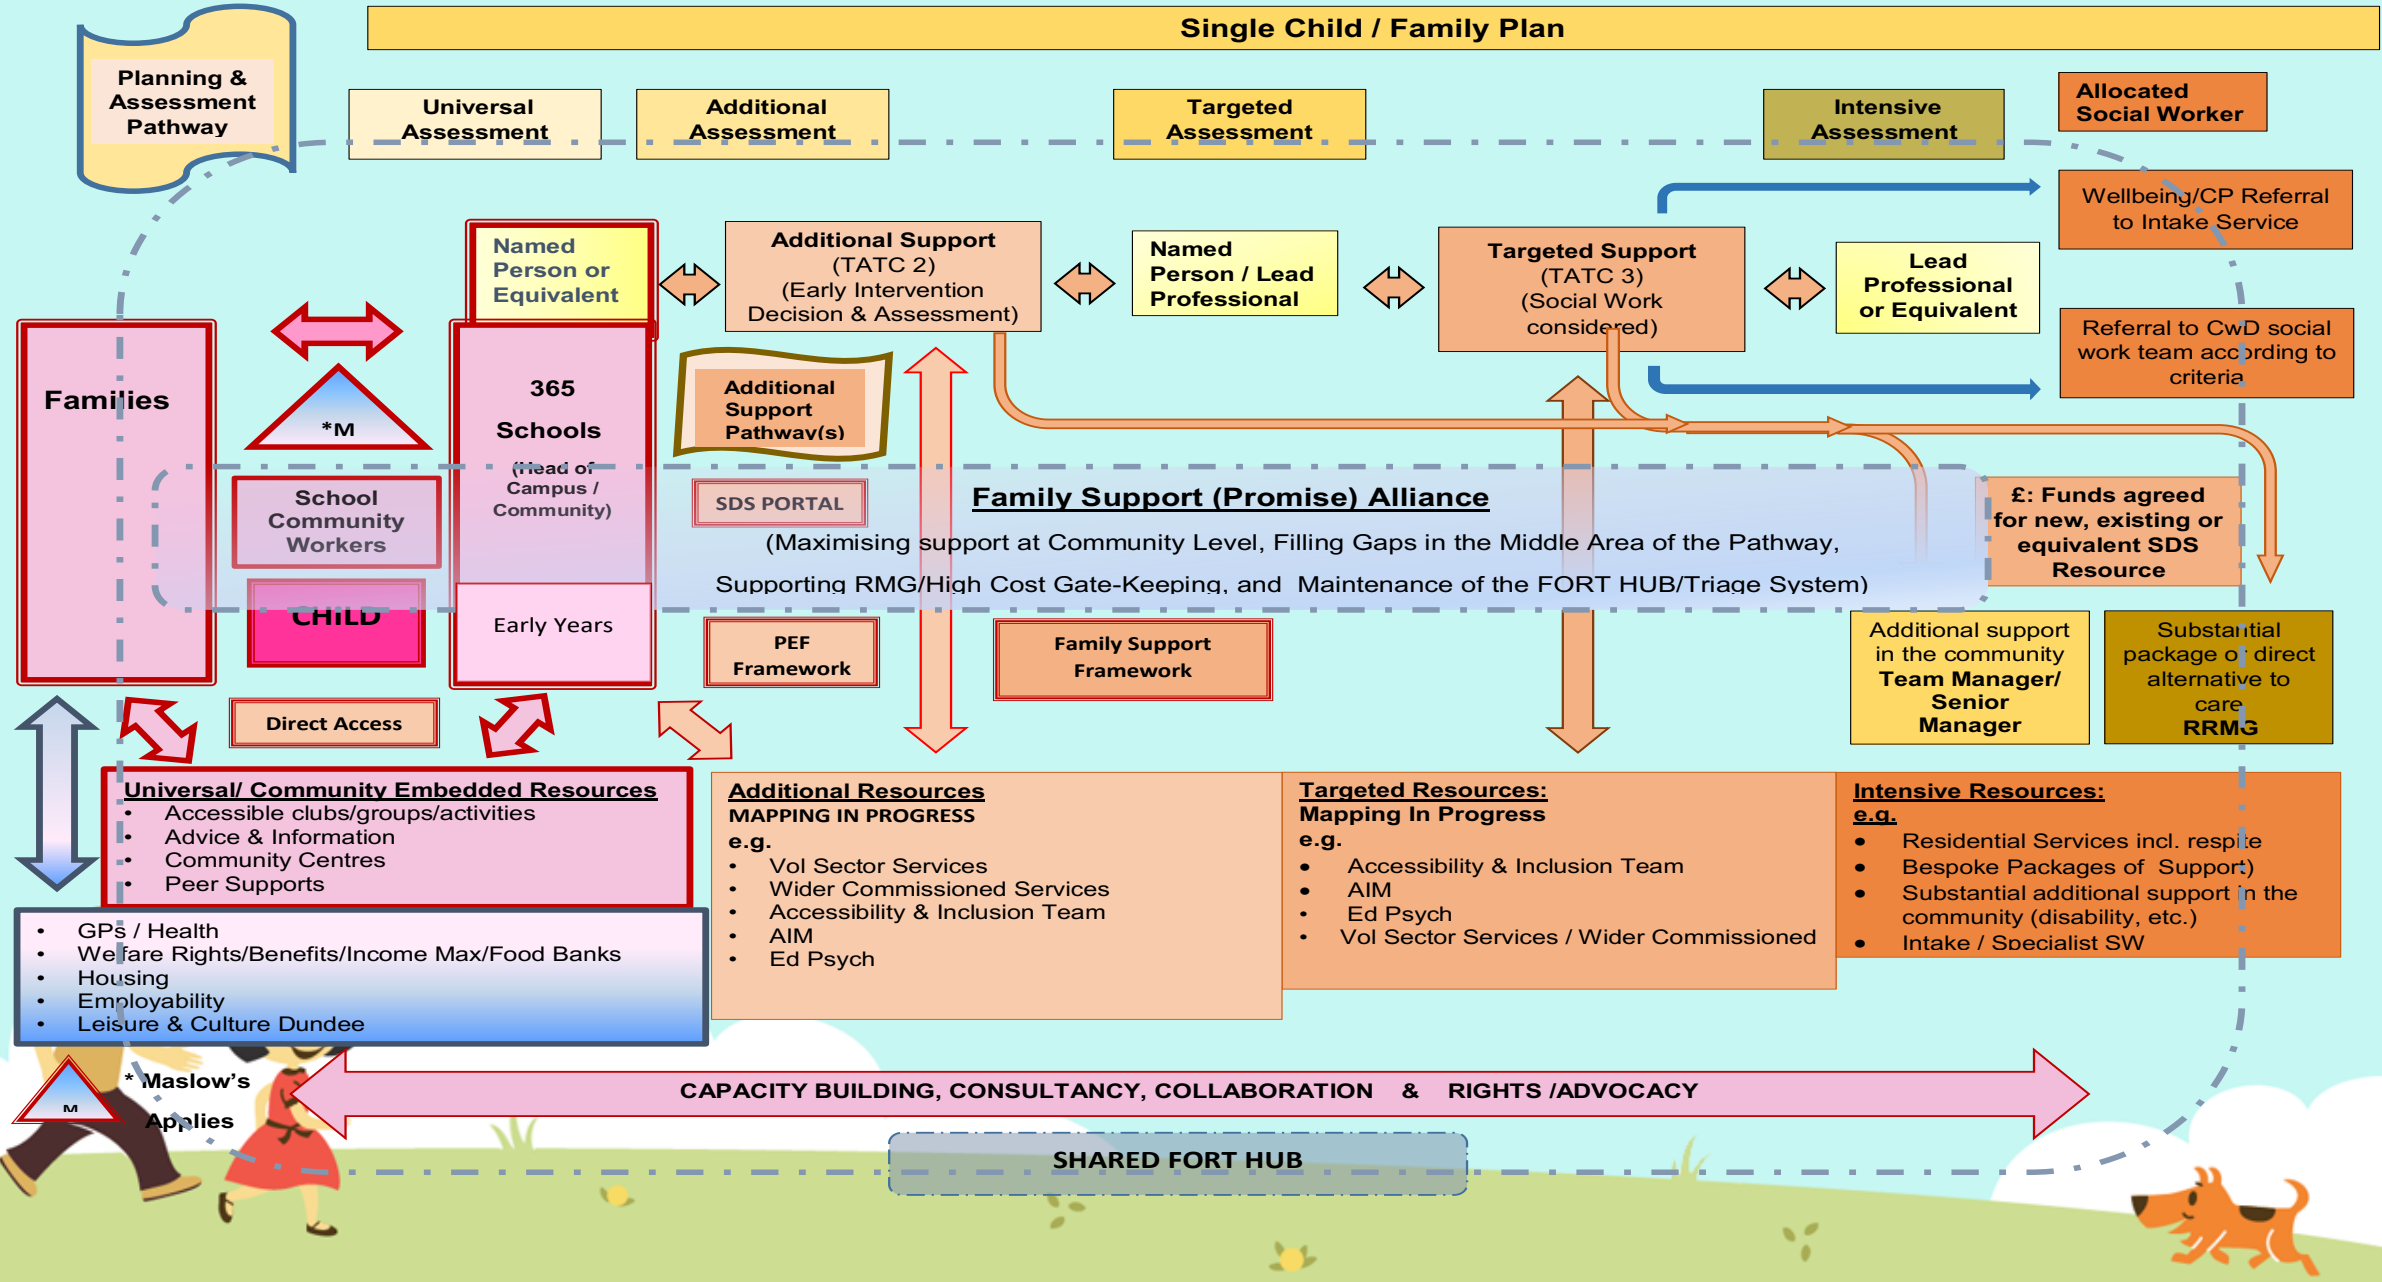 Single Child / Family Plan
Planning &
Assessment
Pathway
Universal
Assessment
Additional
Assessment
Targeted
Assessment
Intensive
Assessment
Allocated
Social Worker
Wellbeing/CP Referral
to Intake Service
Named
Person or
Equivalent
Additional Support
(TATC 2)
(Early Intervention
Decision & Assessment)
Named
Person / Lead
Professional
Targeted Support
(TATC 3)
(Social Work
considered)
Lead
Professional
or Equivalent
Referral to CwD social
work team according to
criteria
Families
*M
365
Schools
(Head of
Campus /
Community)
Additional
Support
Pathway(s)
School
Community
Workers
SDS PORTAL
Family Support (Promise) Alliance
(Maximising support at Community Level, Filling Gaps in the Middle Area of the Pathway,
Supporting RMG/High Cost Gate-Keeping, and Maintenance of the FORT HUB/Triage System)
£: Funds agreed
for new, existing or
equivalent SDS
Resource
CHILD
Early Years
PEF
Framework
Family Support
Framework
Additional support
in the community
Team Manager/
Senior
Manager
Substantial
package or direct
alternative to
care
RRMG
Direct Access
Universal/ Community Embedded Resources
• Accessible clubs/groups/activities
• Advice & Information
• Community Centres
• Peer Supports
Additional Resources
MAPPING IN PROGRESS
e.g.
• Vol Sector Services
• Wider Commissioned Services
• Accessibility & Inclusion Team
• AIM
• Ed Psych
Targeted Resources:
Mapping In Progress
e.g.
• Accessibility & Inclusion Team
• AIM
• Ed Psych
• Vol Sector Services / Wider Commissioned
Intensive Resources:
e.g.
• Residential Services incl. respite
• Bespoke Packages of Support)
• Substantial additional support in the
community (disability, etc.)
• Intake / Specialist SW
• GPs / Health
• Welfare Rights/Benefits/Income Max/Food Banks
• Housing
• Employability
• Leisure & Culture Dundee
M
* Maslow's
Applies
CAPACITY BUILDING, CONSULTANCY, COLLABORATION & RIGHTS /ADVOCACY
SHARED FORT HUB